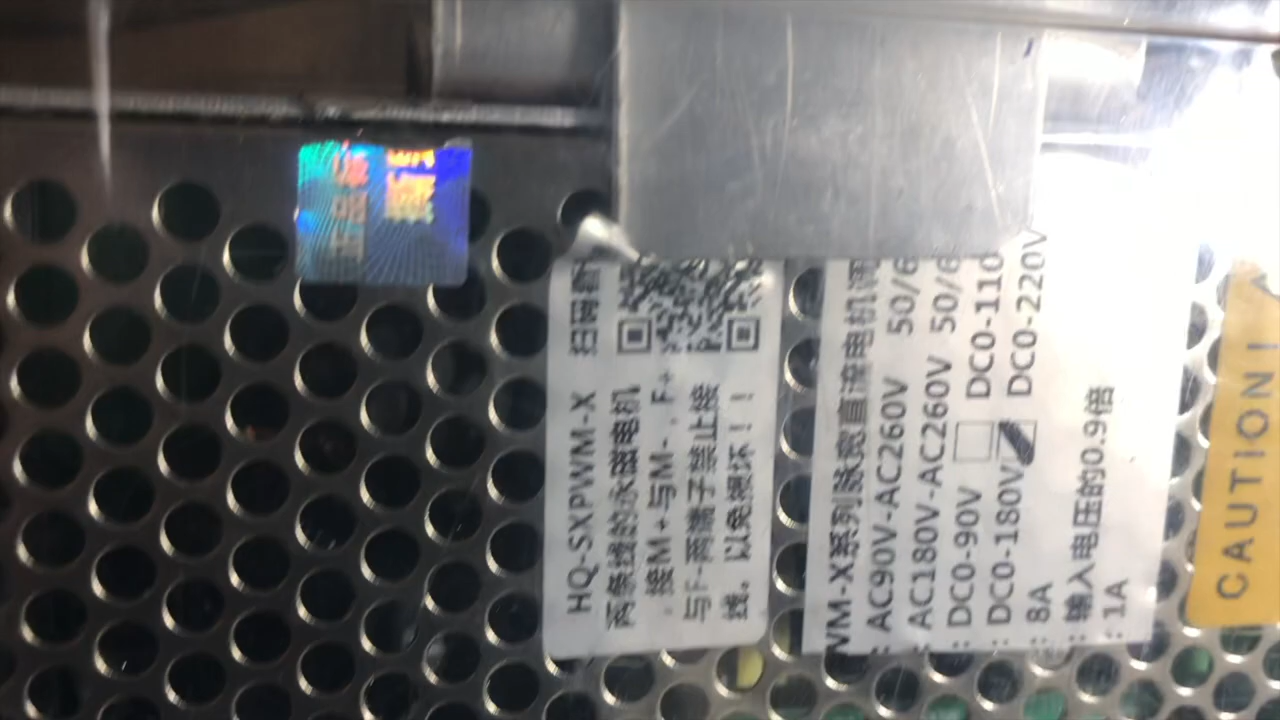 HQ-SXPWM-X 扫码
两条线的永磁电机
,接M+与M-.F+
与F-两端子禁止接
线。以免损坏!!
VM-X系列脉宽直流电机调
: AC90V-AC260V 50/6
: AC180V-AC260V 50/6
: DC0-90V DC0-110
: DC0-180V DC0-220V
: 8A
: 输入电压的0.9倍
: 1A
CAUTION!